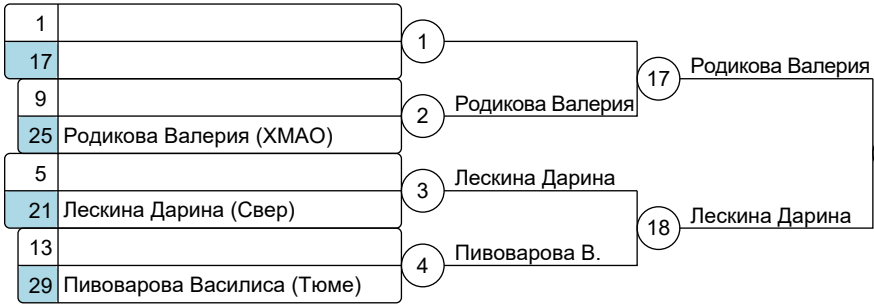 1
17
1
9
25 Родикова Валерия (ХМАО)
2
Родикова Валерия
17
Родикова Валерия
5
21 Лескина Дарина (Свер)
3
Лескина Дарина
13
29 Пивоварова Василиса (Тюме)
4
Пивоварова В.
18
Лескина Дарина